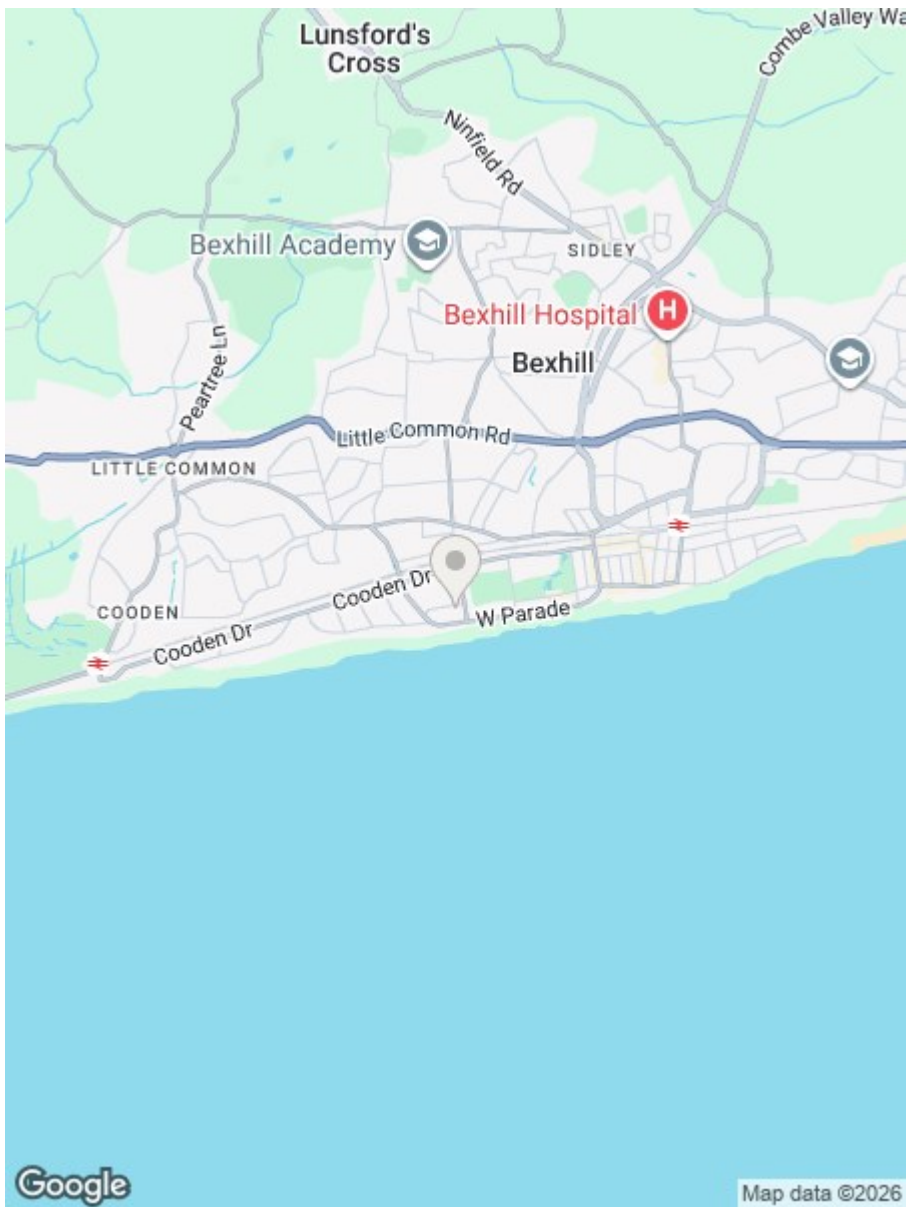 Combe Valley Wa
Lunsford's
Cross
Ninfield Rd
SIDLEY
Bexhill Academy
Bexhill Hospital
H
Peartree Ln
Bexhill
Little Common Rd
LITTLE COMMON
Cooden Dr
COODEN
W Parade
Cooden Dr
Google
Map data ©2026